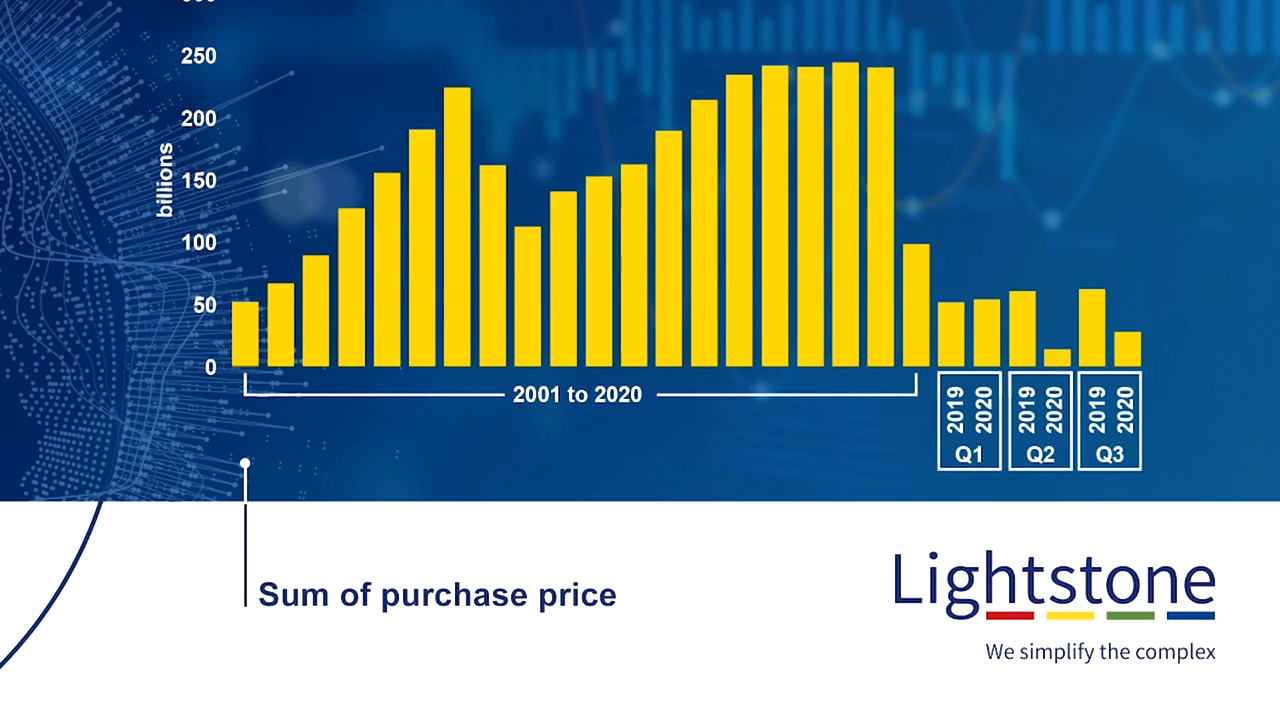 250
200
150
100
50
0
billions
2001 to 2020
2019 2020 2019 2020 2019 2020
Q1 Q2 Q3
Sum of purchase price
Lightstone
We simplify the complex